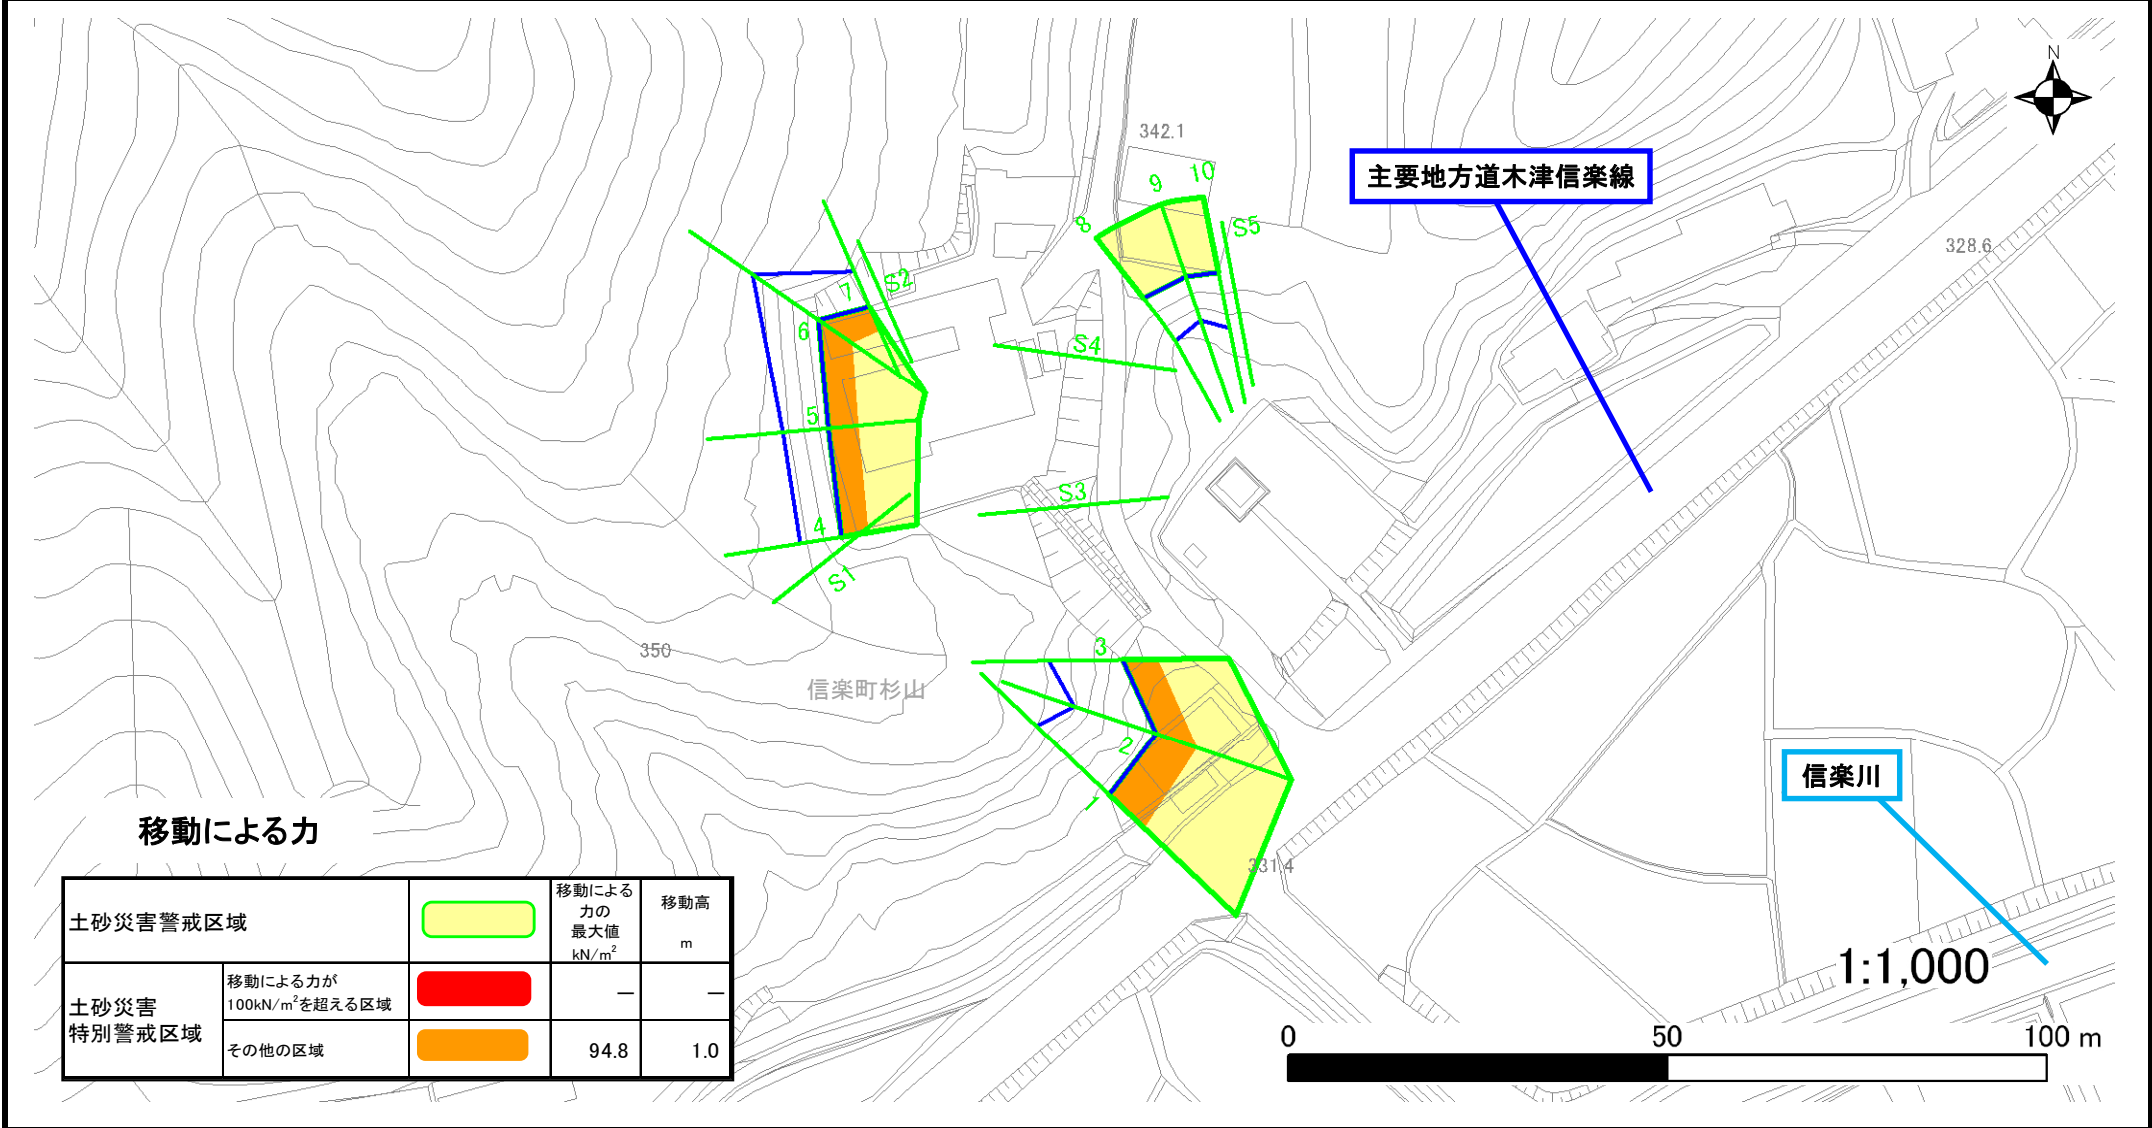 N
342.1
主要地方道木津信楽線
328.6
8
9
10
S5
S4
S2
7
6
5
4
S1
S3
3
2
1
350
信楽町杉山
331.4
信楽川
移動による力
土砂災害警戒区域
移動による
力の
最大値
kN/m²
移動高
m
土砂災害
特別警戒区域
移動による力が
100kN/m²を超える区域
—
—
その他の区域
94.8
1.0
1:1,000
0
50
100 m